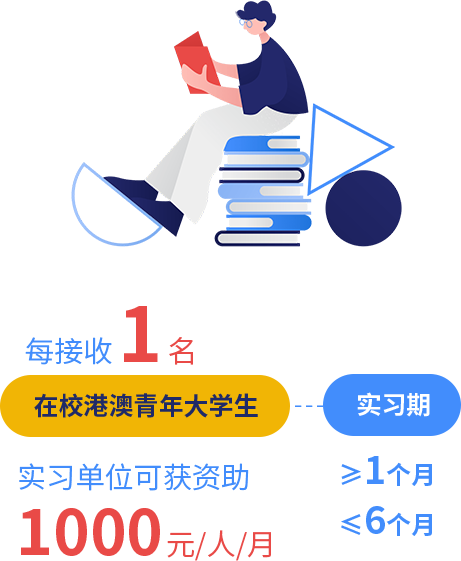 每接收1名
在校港澳青年大学生
实习期
实习单位可获资助
1000元/人/月
≥1个月
≤6个月